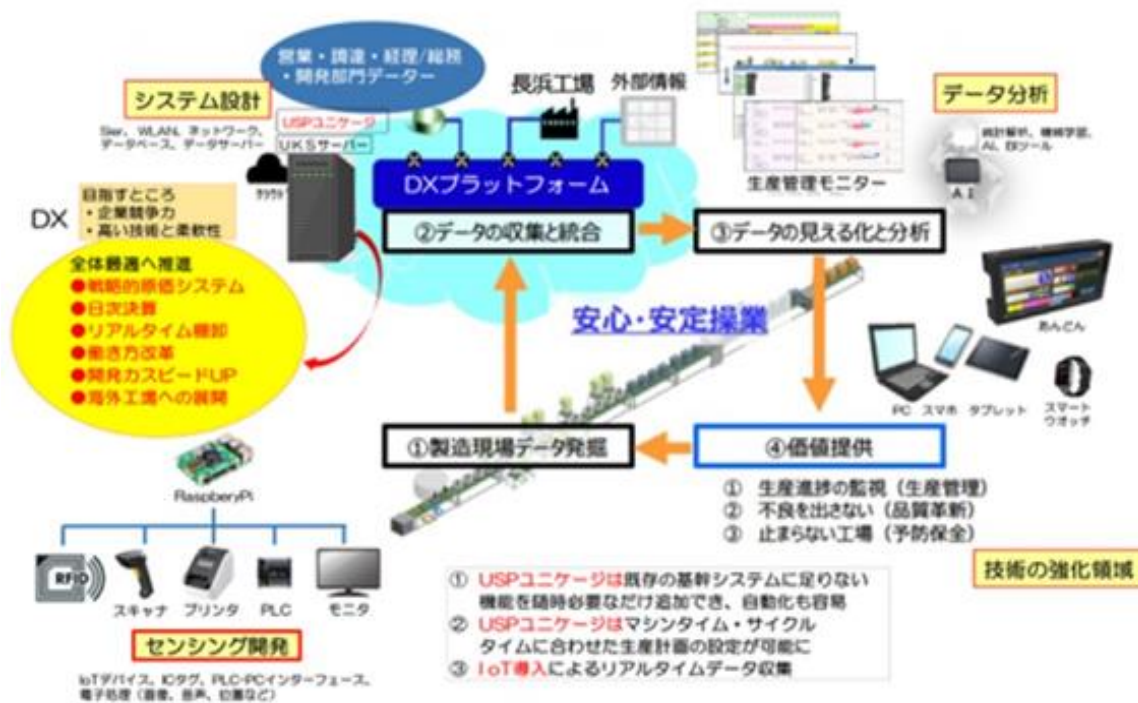 営業・調達・経理/総務
・開発部門データー
システム設計
Sier、WLAN、ネットワーク、
データベース、データサーバー
USPユニケージ
UKSサーバー
クラウド
長浜工場
外部情報
DXプラットフォーム
生産管理モニター
データ分析
統計解析、機械学習、
AI、BIツール
AI
DX
目指すところ
・企業競争力
・高い技術と柔軟性
②データの収集と統合
③データの見える化と分析
全体最適へ推進
●戦略的原価システム
●日次決算
●リアルタイム棚卸
●働き方改革
●開発力スピードUP
●海外工場への展開
安心・安定操業
あんどん
PC スマホ タブレット
スマート
ウオッチ
①製造現場データ発掘
④価値提供
① 生産進捗の監視（生産管理）
② 不良を出さない（品質革新）
③ 止まらない工場（予防保全）
RaspberyPi
RFID
スキャナ プリンタ PLC モニタ
センシング開発
IoTデバイス、ICタグ、PLC-PCインターフェース、
電子処理（画像、音声、位置など）
技術の強化領域
① USPユニケージは既存の基幹システムに足りない
機能を随時必要なだけ追加でき、自動化も容易
② USPユニケージはマシンタイム・サイクル
タイムに合わせた生産計画の設定が可能に
③ IoT導入によるリアルタイムデータ収集